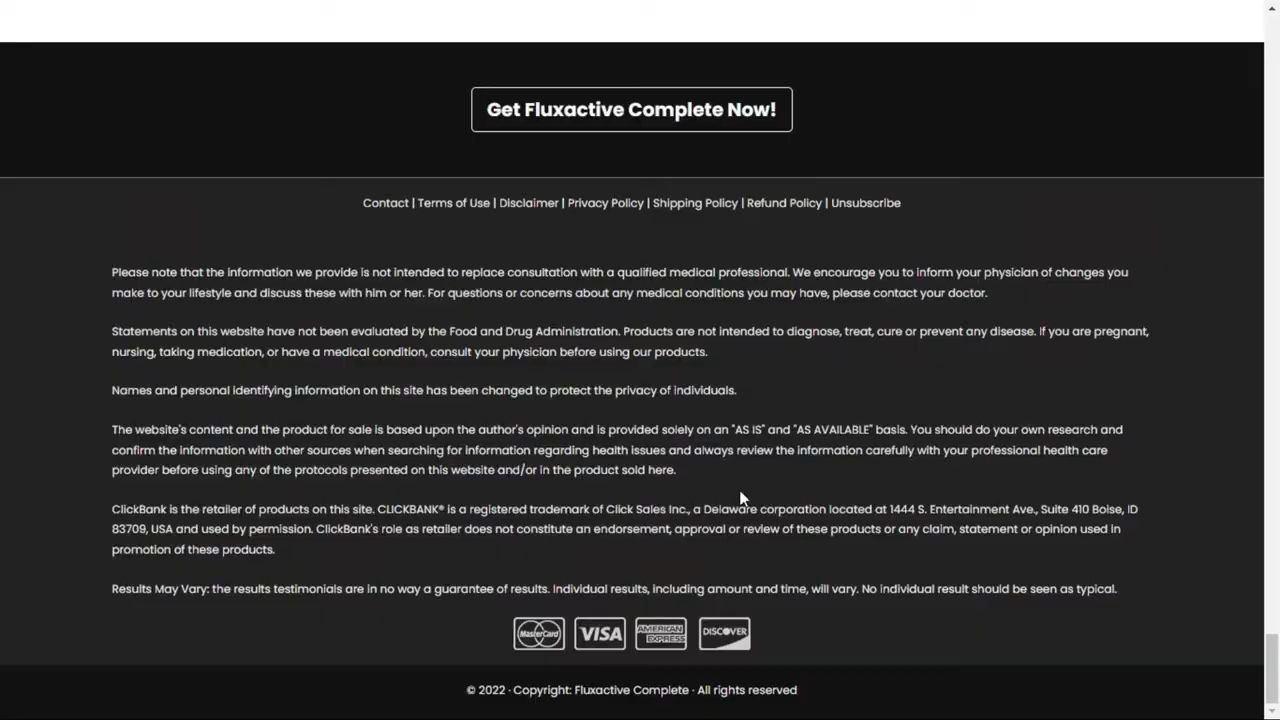 Get Fluxactive Complete Now!
Contact | Terms of Use | Disclaimer | Privacy Policy | Shipping Policy | Refund Policy | Unsubscribe
Please note that the information we provide is not intended to replace consultation with a qualified medical professional. We encourage you to inform your physician of changes you
make to your lifestyle and discuss these with him or her. For questions or concerns about any medical conditions you may have, please contact your doctor.
Statements on this website have not been evaluated by the Food and Drug Administration. Products are not intended to diagnose, treat, cure or prevent any disease. If you are pregnant,
nursing, taking medication, or have a medical condition, consult your physician before using our products.
Names and personal identifying information on this site has been changed to protect the privacy of individuals.
The website's content and the product for sale is based upon the author's opinion and is provided solely on an "AS IS" and "AS AVAILABLE" basis. You should do your own research and
confirm the information with other sources when searching for information regarding health issues and always review the information carefully with your professional health care
provider before using any of the protocols presented on this website and/or in the product sold here.
ClickBank is the retailer of products on this site. CLICKBANK® is a registered trademark of Click Sales Inc., a Delaware corporation located at 1444 S. Entertainment Ave., Suite 410 Boise, ID
83709, USA and used by permission. ClickBank's role as retailer does not constitute an endorsement, approval or review of these products or any claim, statement or opinion used in
promotion of these products.
Results May Vary: the results testimonials are in no way a guarantee of results. Individual results, including amount and time, will vary. No individual result should be seen as typical.
MasterCard VISA AMERICAN EXPRESS DISCOVER
© 2022 · Copyright: Fluxactive Complete · All rights reserved